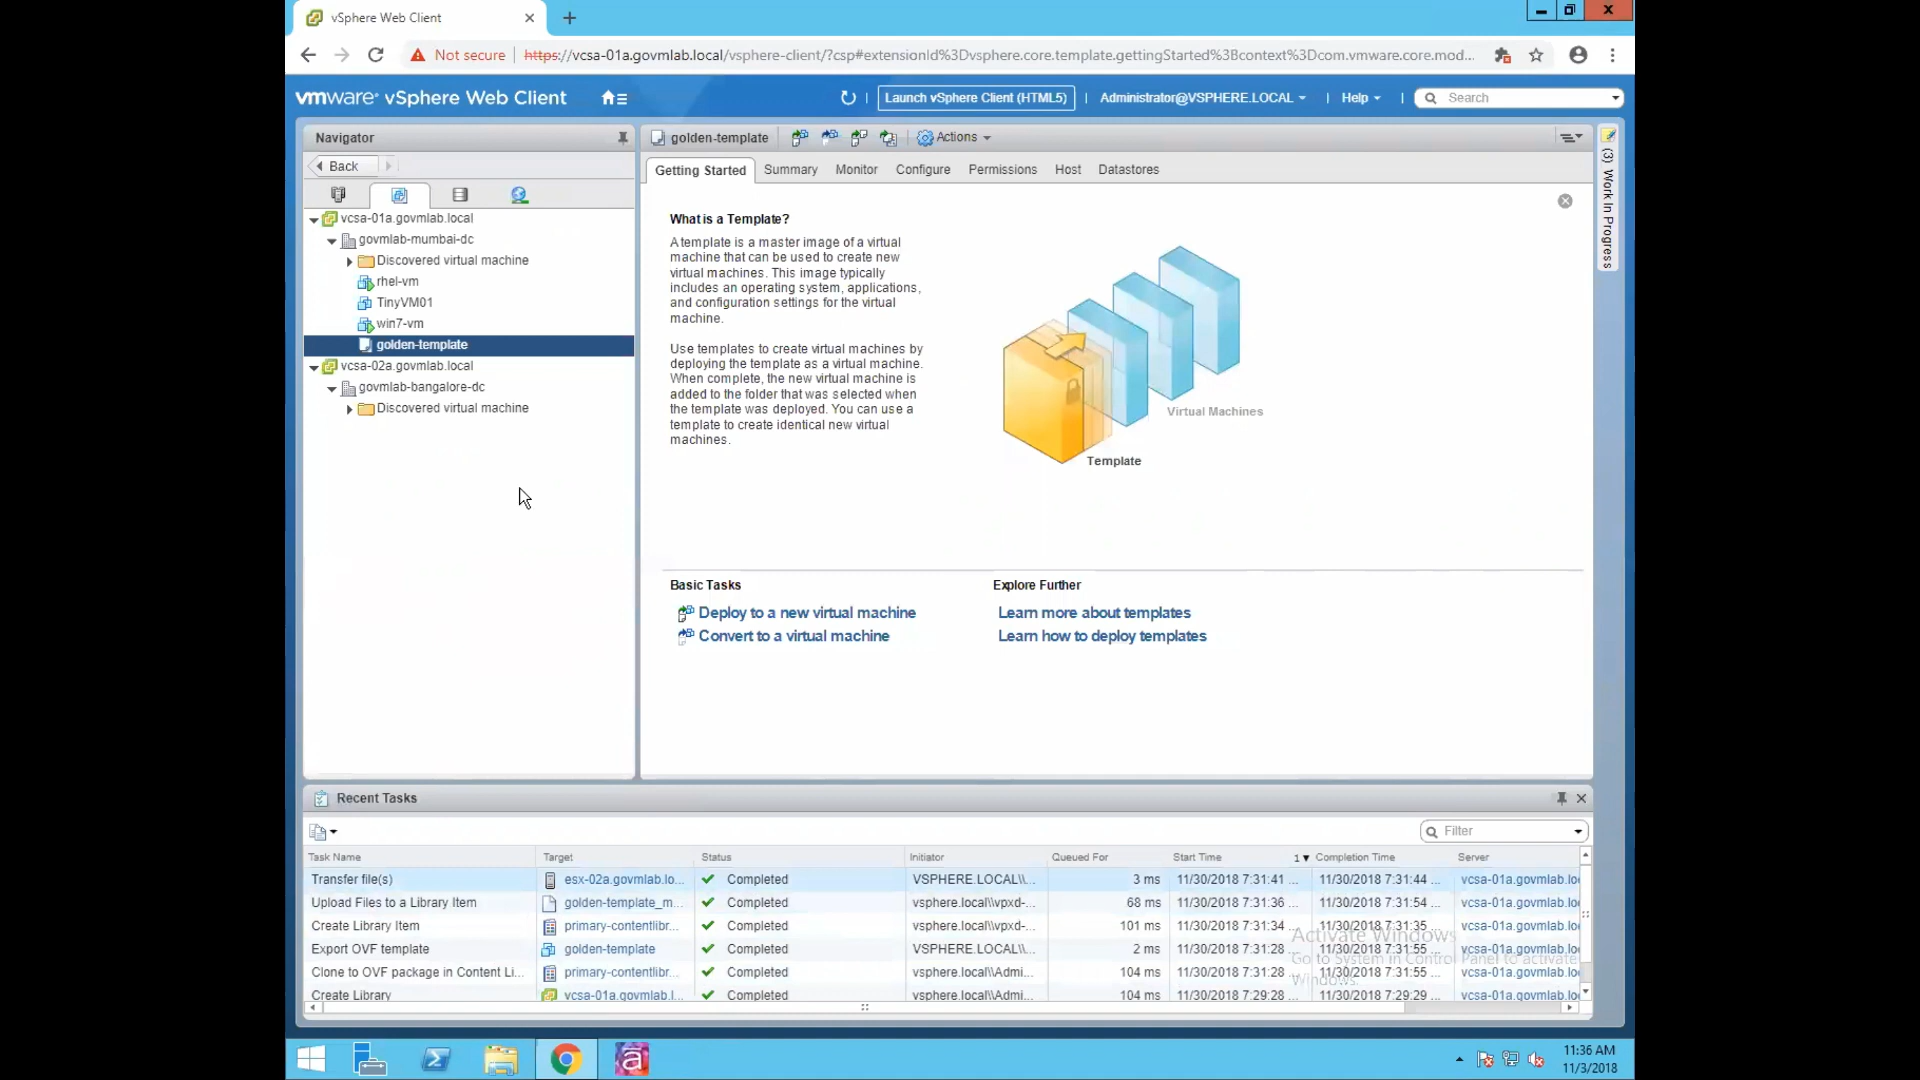 vSphere Web Client
Not secure | https://vcsa-01a.govmlab.local/vsphere-client/?csp#extensionId%3Dvsphere.core.template.gettingStarted%3Bcontext%3Dcom.vmware.core.mod...
vmware® vSphere Web Client
Launch vSphere Client (HTML5)
Administrator@VSPHERE.LOCAL
Help
Search
Navigator
golden-template
Actions
Back
Getting Started Summary Monitor Configure Permissions Host Datastores
(3) Work In Progress
vcsa-01a.govmlab.local
govmlab-mumbai-dc
Discovered virtual machine
rhel-vm
TinyVM01
win7-vm
golden-template
vcsa-02a.govmlab.local
govmlab-bangalore-dc
Discovered virtual machine
What is a Template?
A template is a master image of a virtual
machine that can be used to create new
virtual machines. This image typically
includes an operating system, applications,
and configuration settings for the virtual
machine.
Use templates to create virtual machines by
deploying the template as a virtual machine.
When complete, the new virtual machine is
added to the folder that was selected when
the template was deployed. You can use a
template to create identical new virtual
machines.
Virtual Machines
Template
Basic Tasks
Deploy to a new virtual machine
Convert to a virtual machine
Explore Further
Learn more about templates
Learn how to deploy templates
Recent Tasks
Filter
Task Name Target Status Initiator Queued For Start Time 1 Completion Time Server
Transfer file(s) esx-02a.govmlab.lo... Completed VSPHERE.LOCAL\\... 3 ms 11/30/2018 7:31:41 ... 11/30/2018 7:31:44 ... vcsa-01a.govmlab.lo
Upload Files to a Library Item golden-template_m... Completed vsphere.local\\vpxd-... 68 ms 11/30/2018 7:31:36 ... 11/30/2018 7:31:54 ... vcsa-01a.govmlab.lo
Create Library Item primary-contentlibr... Completed vsphere.local\\vpxd-... 101 ms 11/30/2018 7:31:34 ... 11/30/2018 7:31:35 ... vcsa-01a.govmlab.lo
Export OVF template golden-template Completed VSPHERE.LOCAL\\... 2 ms 11/30/2018 7:31:28 ... 11/30/2018 7:31:55 ... vcsa-01a.govmlab.lo
Clone to OVF package in Content Li... primary-contentlibr... Completed vsphere.local\\Admi... 104 ms 11/30/2018 7:31:28 ... 11/30/2018 7:31:55 ... vcsa-01a.govmlab.lo
Create Library vcsa-01a.govmlab.l... Completed vsphere.local\\Admi... 104 ms 11/30/2018 7:29:28 ... 11/30/2018 7:29:29 ... vcsa-01a.govmlab.lo
Activate Windows
Go to System in Control Panel to activate
Windows.
11:36 AM
11/3/2018